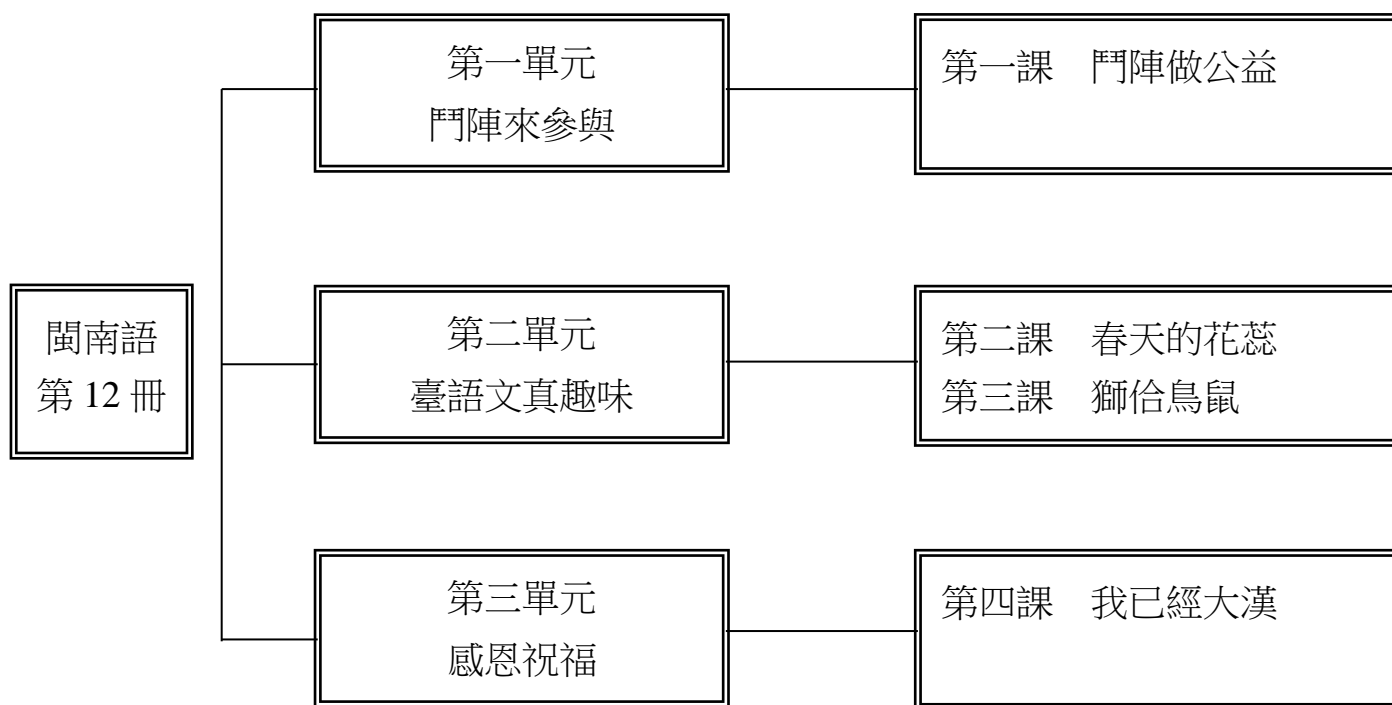 閩南語
第 12 冊
第一單元
鬥陣來參與
第一課　鬥陣做公益
第二單元
臺語文真趣味
第二課　春天的花蕊
第三課　獅佮鳥鼠
第三單元
感恩祝福
第四課　我已經大漢